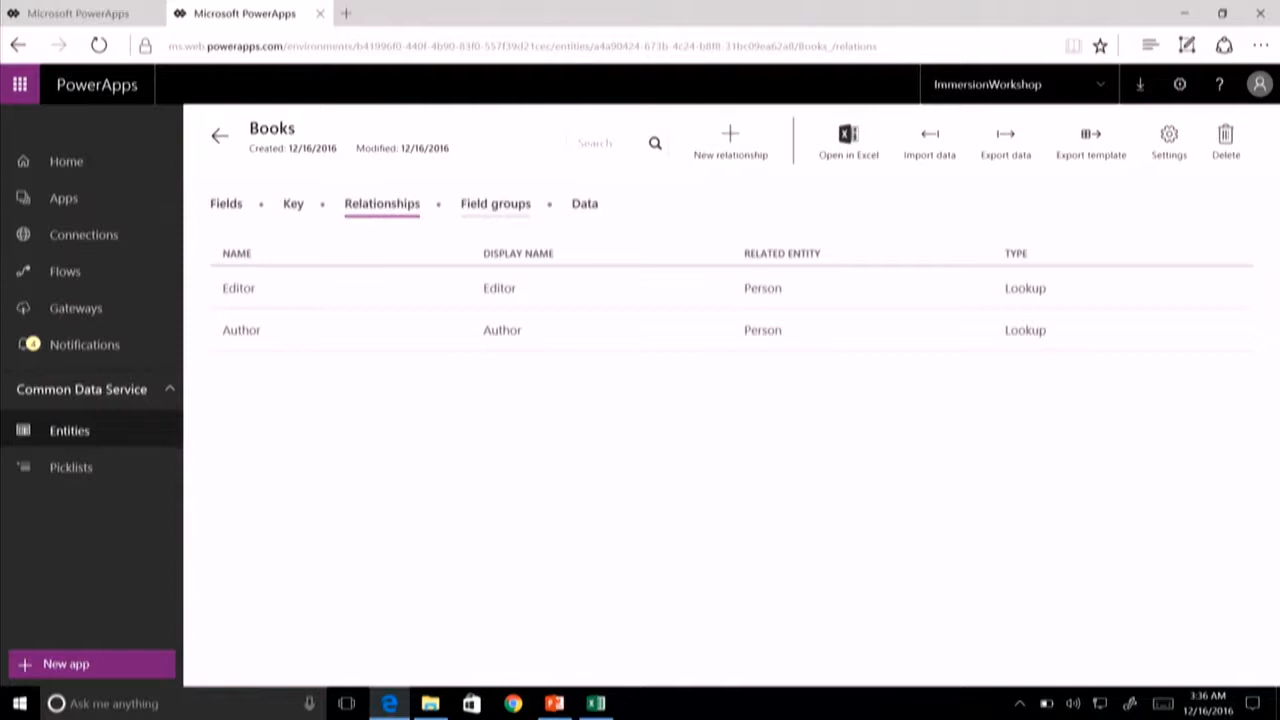 Microsoft PowerApps
Microsoft PowerApps
PowerApps
ImmersionWorkshop
?
Home
Apps
Connections
Flows
Gateways
4
Notifications
Common Data Service
Entities
Picklists
New app
Books
Created: 12/16/2016 Modified: 12/16/2016
Search
New relationship
Open in Excel
Import data
Export data
Export template
Settings
Delete
Fields • Key • Relationships • Field groups • Data
NAME DISPLAY NAME RELATED ENTITY TYPE
Editor Editor Person Lookup
Author Author Person Lookup
Ask me anything
3:36 AM
12/16/2016